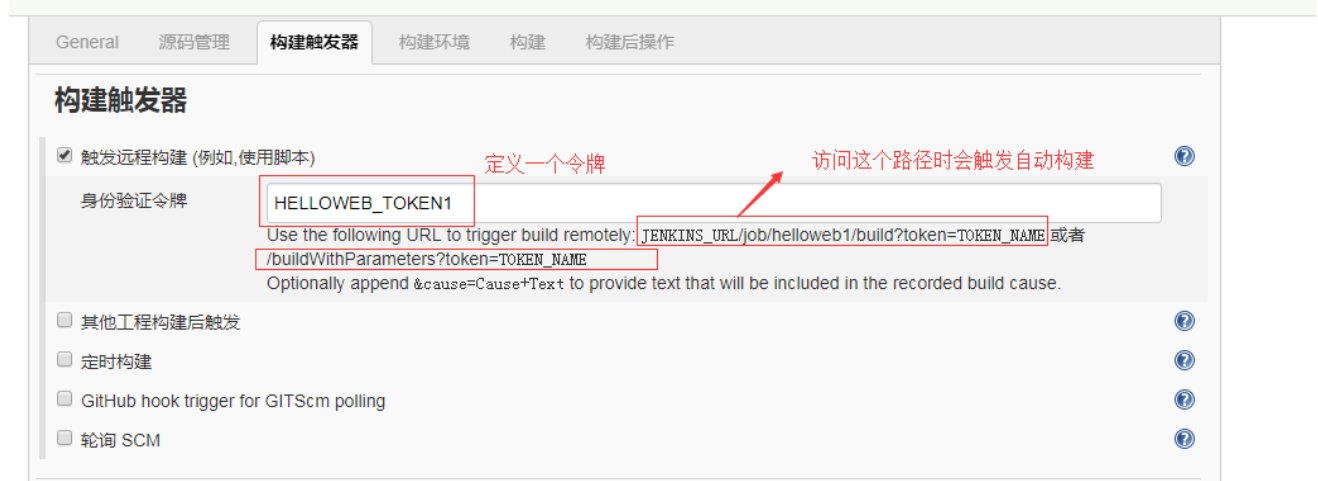 General 源码管理 构建触发器 构建环境 构建 构建后操作
构建触发器
触发远程构建 (例如,使用脚本)
定义一个令牌
访问这个路径时会触发自动构建
身份验证令牌
HELLOWEB_TOKEN1
Use the following URL to trigger build remotely: JENKINS_URL/job/helloweb1/build?token=TOKEN_NAME 或者
/buildWithParameters?token=TOKEN_NAME
Optionally append &cause=Cause+Text to provide text that will be included in the recorded build cause.
其他工程构建后触发
定时构建
GitHub hook trigger for GITScm polling
轮询 SCM